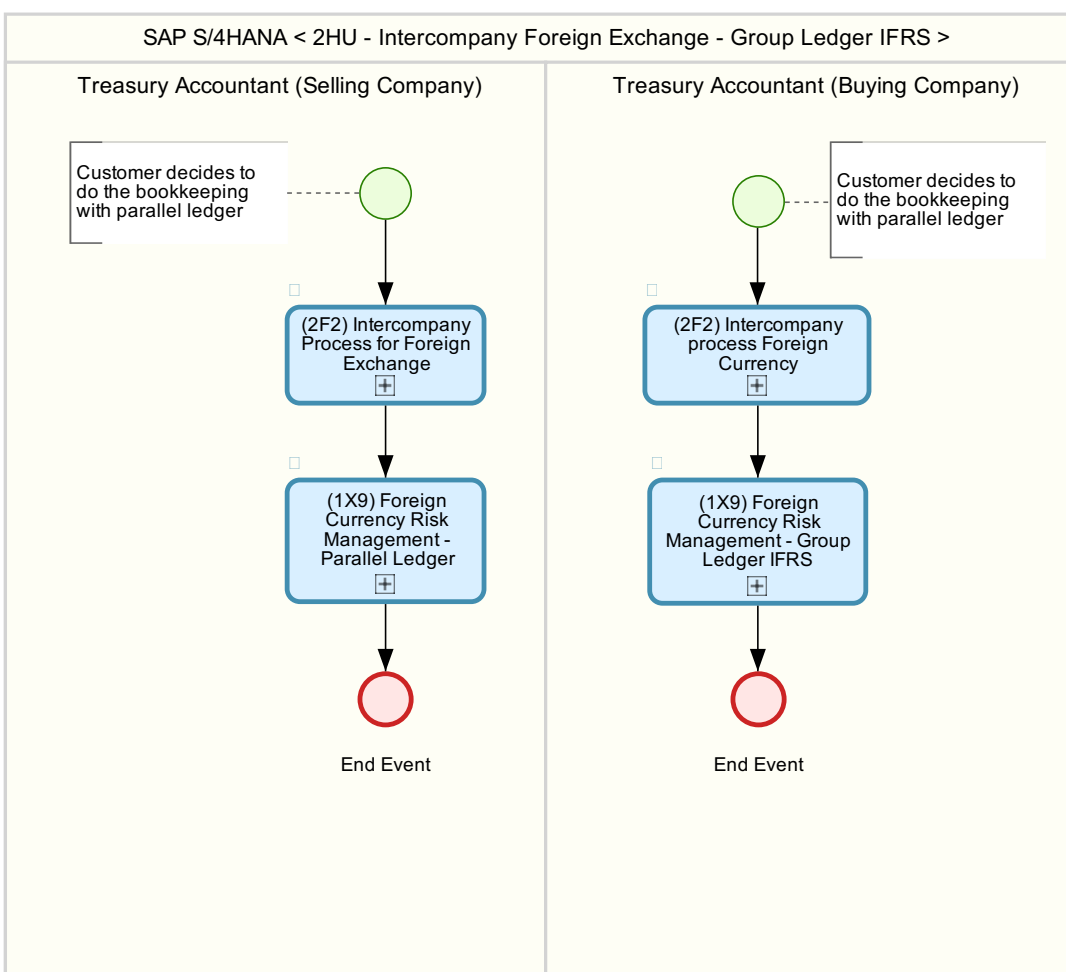 SAP S/4HANA < 2HU - Intercompany Foreign Exchange - Group Ledger IFRS >
Treasury Accountant (Selling Company)
Customer decides to
do the bookkeeping
with parallel ledger
(2F2) Intercompany
Process for Foreign
Exchange
(1X9) Foreign
Currency Risk
Management -
Parallel Ledger
End Event
Treasury Accountant (Buying Company)
Customer decides to
do the bookkeeping
with parallel ledger
(2F2) Intercompany
process Foreign
Currency
(1X9) Foreign
Currency Risk
Management - Group
Ledger IFRS
End Event